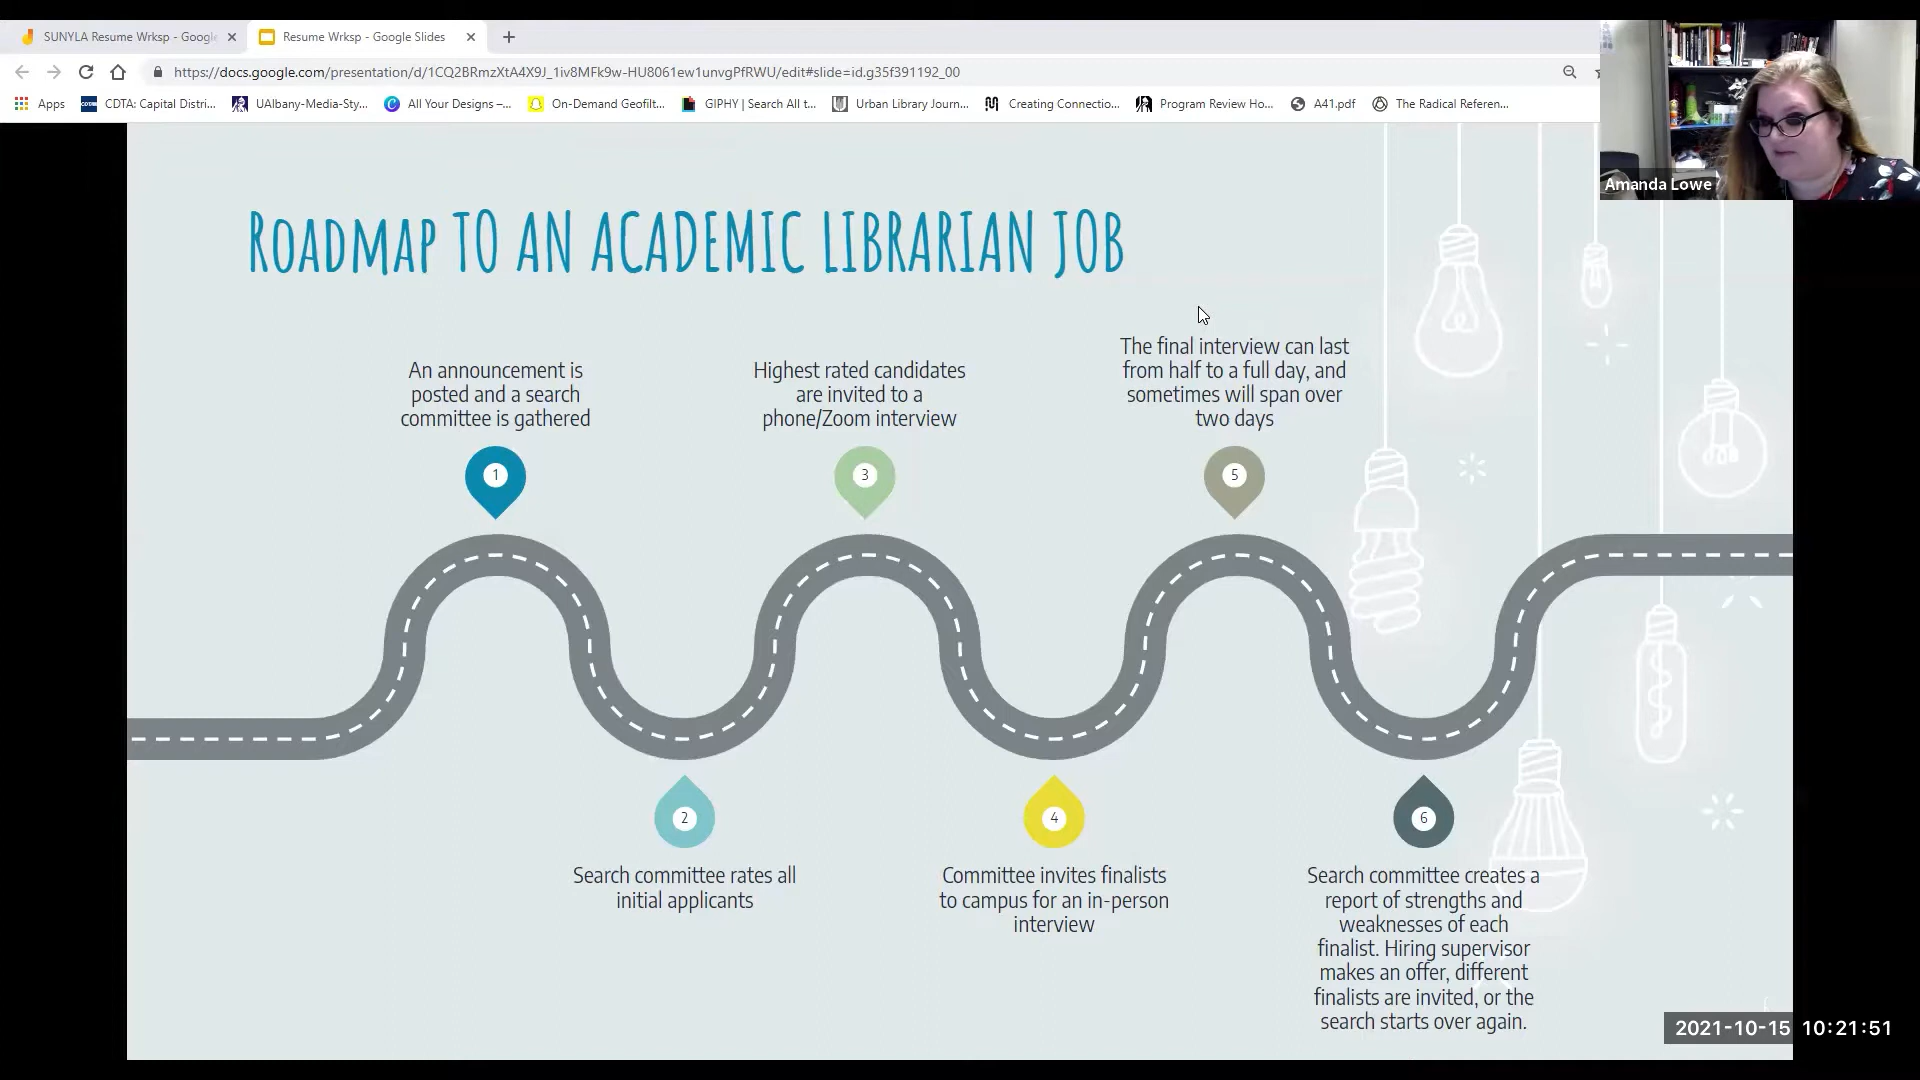 SUNYLA Resume Wrksp - Google
Resume Wrksp - Google Slides
https://docs.google.com/presentation/d/1CQ2BRmzXtA4X9J_1iv8MFk9w-HU8061ew1unvgPfRWU/edit#slide=id.g35f391192_00
Apps
CDTA: Capital Distri...
UAlbany-Media-Sty...
All Your Designs –...
On-Demand Geofilt...
GIPHY | Search All t...
Urban Library Journ...
Creating Connectio...
Program Review Ho...
A41.pdf
The Radical Referen...
Amanda Lowe
Roadmap TO AN ACADEMIC LIBRARIAN JOB
An announcement is
posted and a search
committee is gathered
1
Search committee rates all
initial applicants
2
Highest rated candidates
are invited to a
phone/Zoom interview
3
Committee invites finalists
to campus for an in-person
interview
4
The final interview can last
from half to a full day, and
sometimes will span over
two days
5
6
Search committee creates a
report of strengths and
weaknesses of each
finalist. Hiring supervisor
makes an offer, different
finalists are invited, or the
search starts over again.
2021-10-15 10:21:51